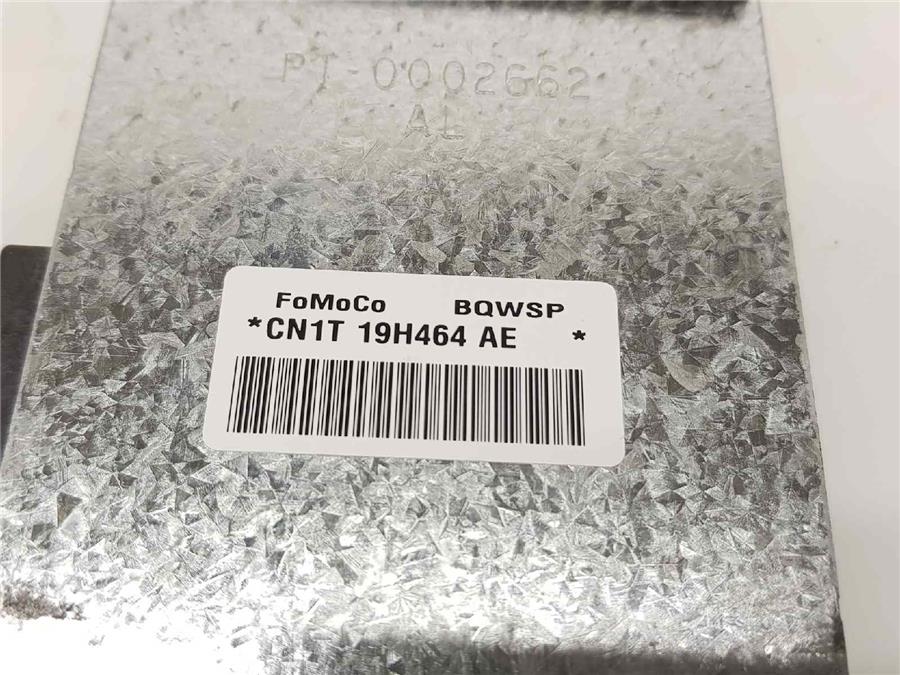 PT-0002662
AL
FoMoCo BQWSP
*CN1T 19H464 AE *